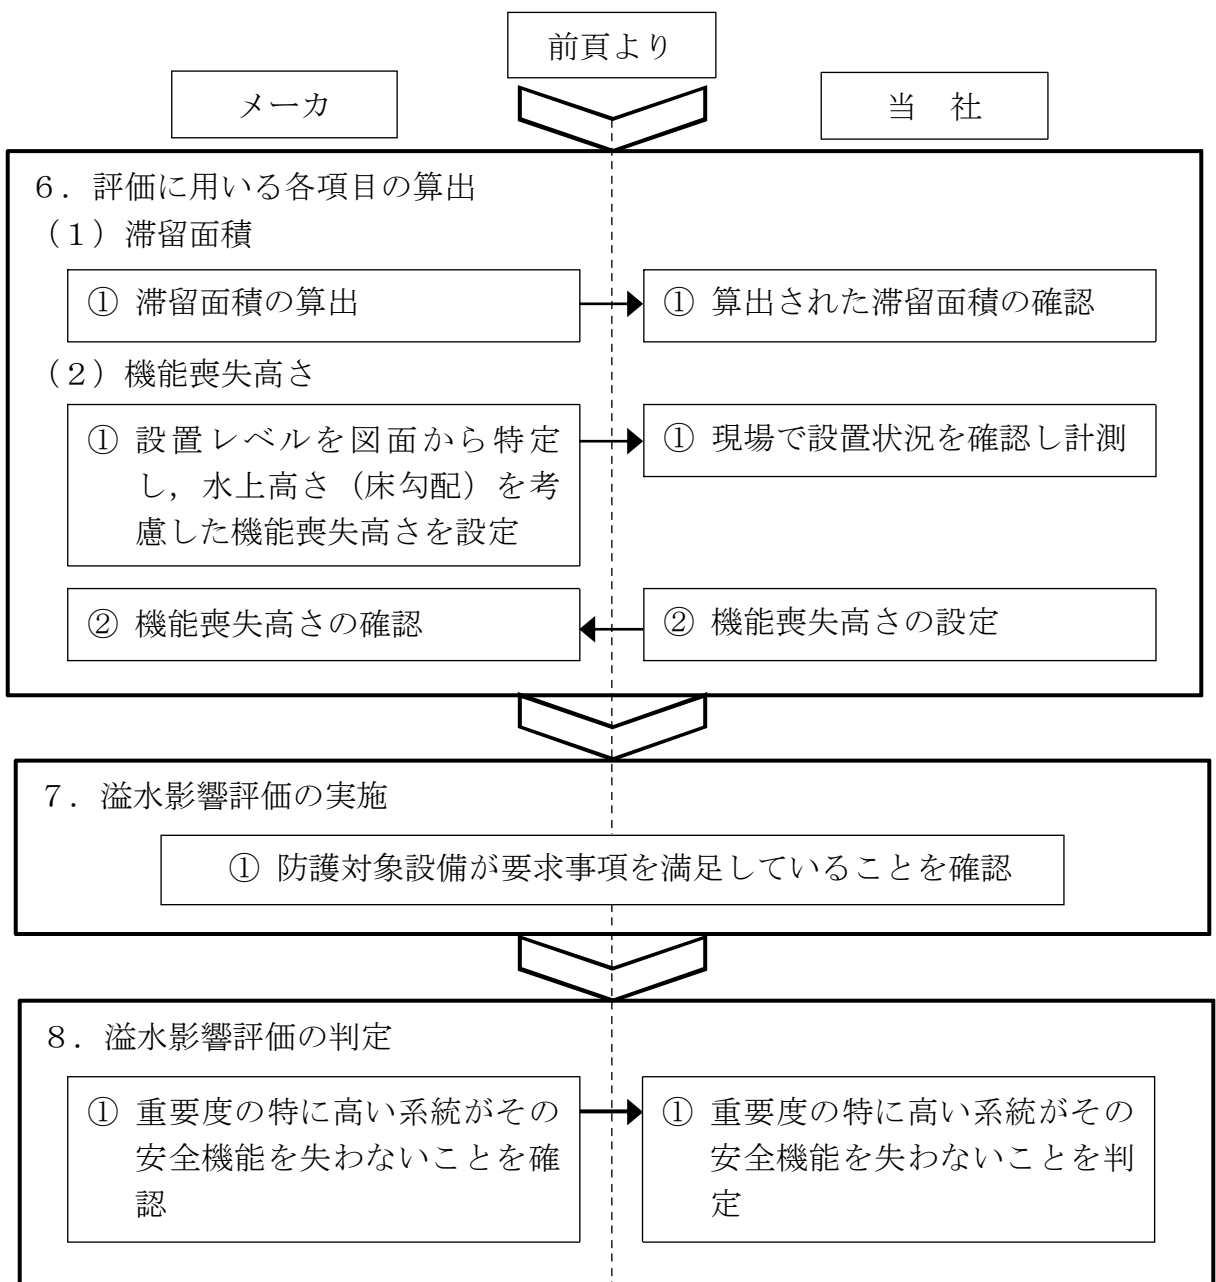 前頁より
メーカ
当　社
６．評価に用いる各項目の算出
（１）滞留面積
① 滞留面積の算出
① 算出された滞留面積の確認
（２）機能喪失高さ
① 設置レベルを図面から特定
し，水上高さ（床勾配）を考
慮した機能喪失高さを設定
① 現場で設置状況を確認し計測
② 機能喪失高さの確認
② 機能喪失高さの設定
７．溢水影響評価の実施
① 防護対象設備が要求事項を満足していることを確認
８．溢水影響評価の判定
① 重要度の特に高い系統がその
安全機能を失わないことを確
認
① 重要度の特に高い系統がその
安全機能を失わないことを判
定